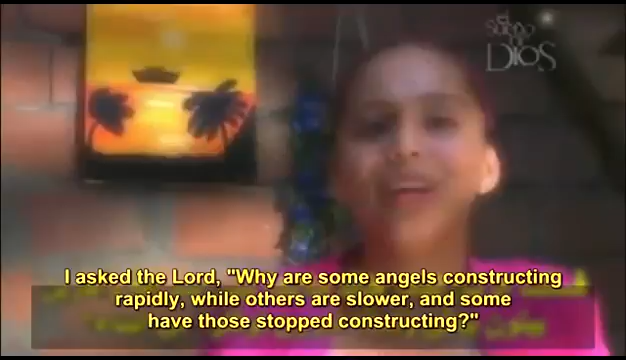 el
Sueño
de
Dios
I asked the Lord, "Why are some angels constructing
rapidly, while others are slower, and some
have those stopped constructing?"